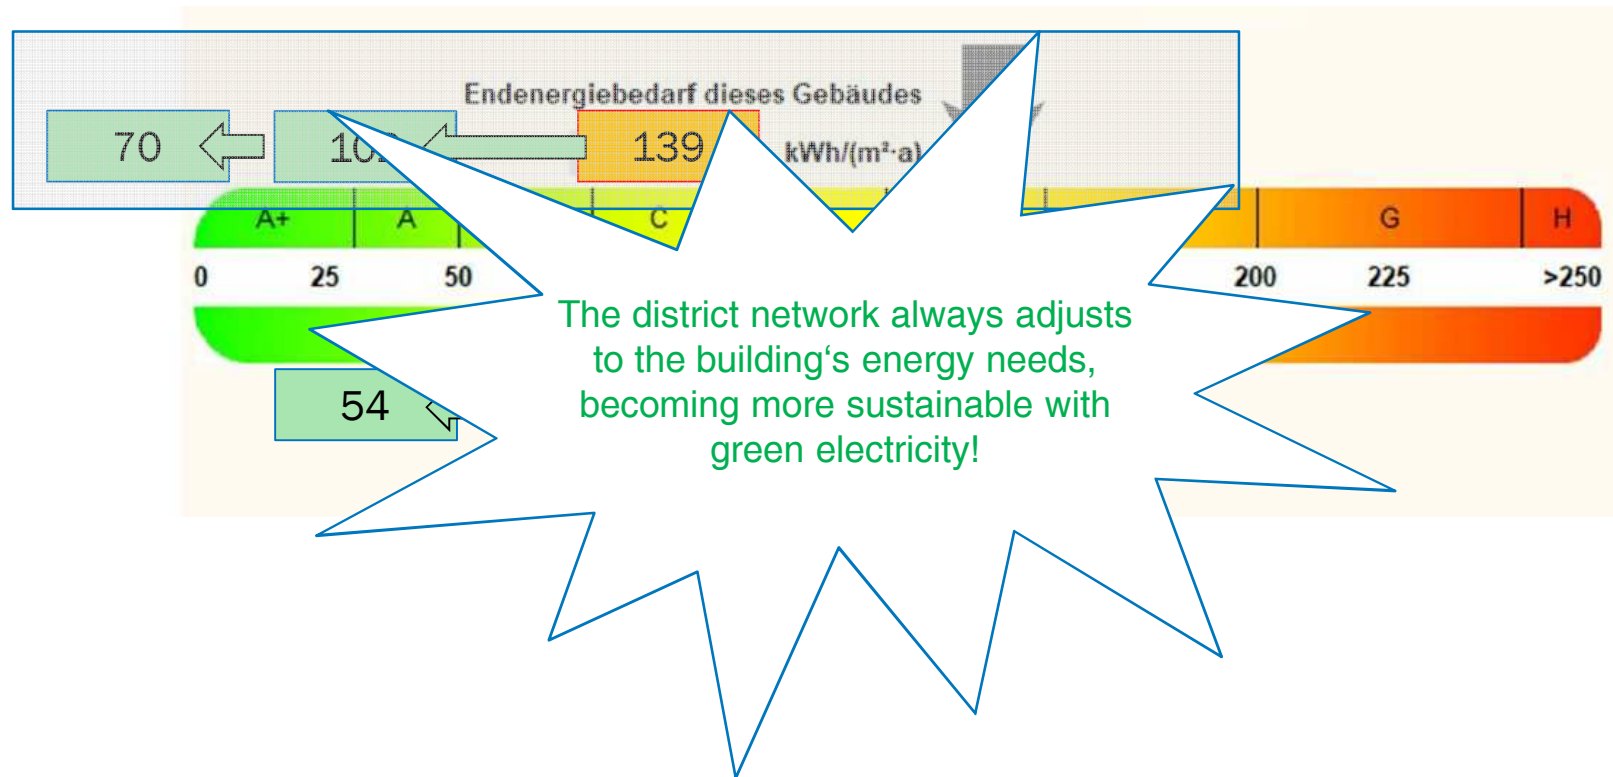 Endenergiebedarf dieses Gebäudes
70
139
kWh/(m²·a)
A+ A C G H
0 25 50 200 225 >250
The district network always adjusts
to the building‘s energy needs,
becoming more sustainable with
green electricity!
54